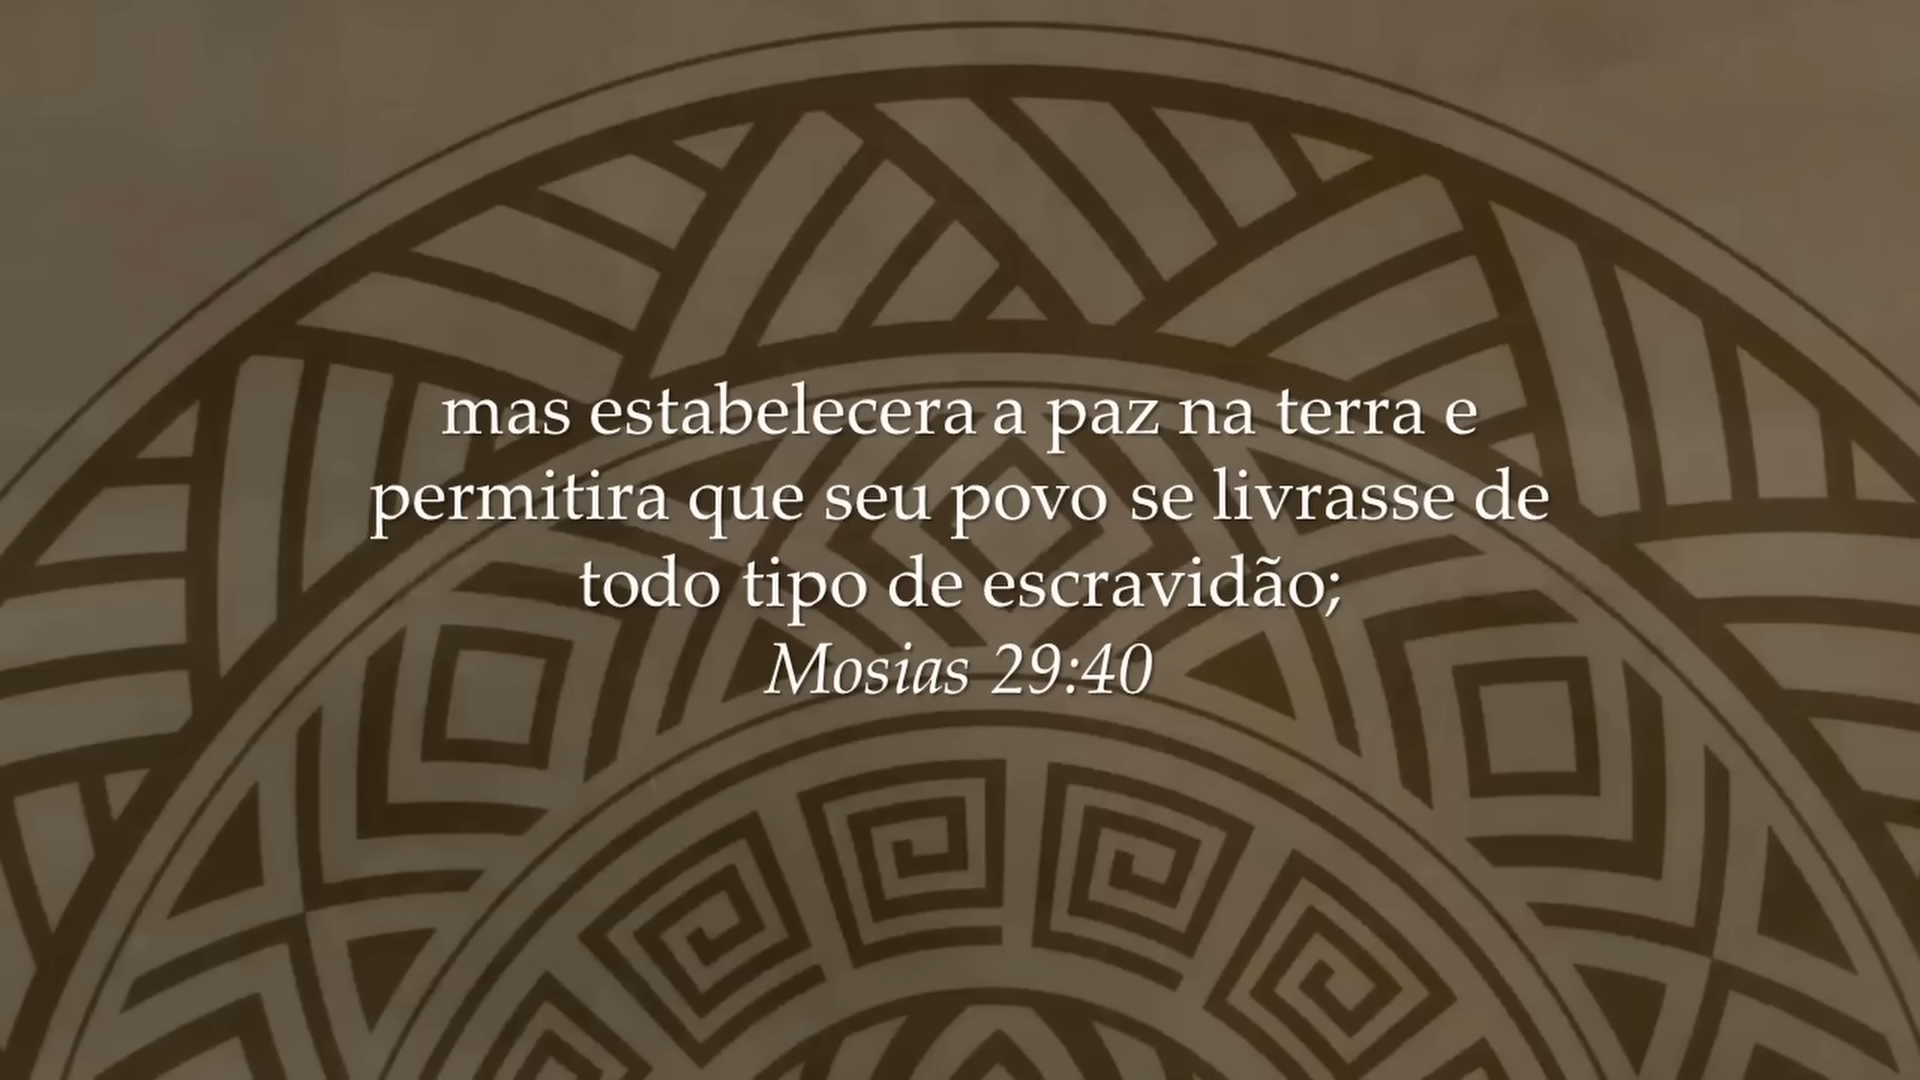 mas estabelecera a paz na terra e
permitira que seu povo se livrasse de
todo tipo de escravidão;
Mosias 29:40